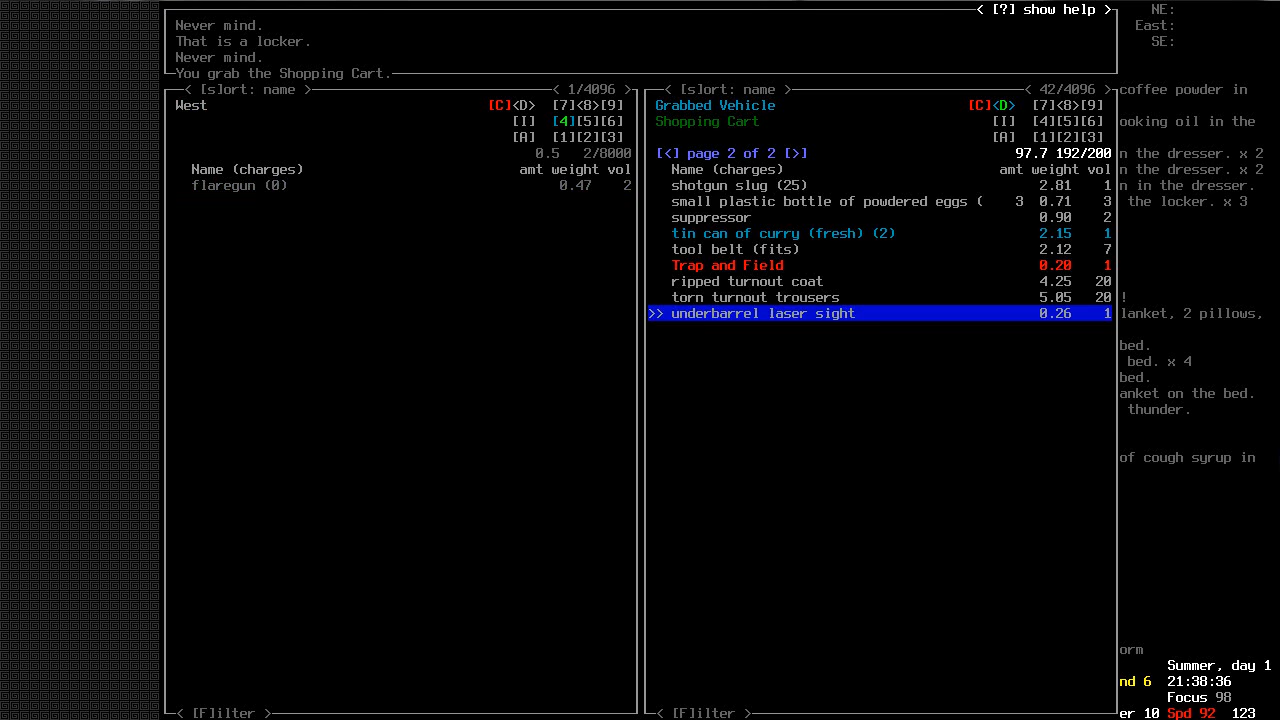 < [?] show help >
NE:
Never mind.
East:
That is a locker.
SE:
Never mind.
You grab the Shopping Cart.
< [s]ort: name > < 1/4096 >
< [s]ort: name > < 42/4096 >
coffee powder in
West [C]<D> [7]<8>[9]
Grabbed Vehicle [C]<D> [7]<8>[9]
[I] [4][5][6]
Shopping Cart [I] [4][5][6]
ooking oil in the
[A] [1][2][3]
[A] [1][2][3]
0.5 2/8000
[<] page 2 of 2 [>] 97.7 192/200
n the dresser. x 2
Name (charges) amt weight vol
Name (charges) amt weight vol
n the dresser. x 2
flaregun (0) 0.47 2
shotgun slug (25) 2.81 1
n in the dresser.
small plastic bottle of powdered eggs ( 3 0.71 3
the locker. x 3
suppressor 0.90 2
tin can of curry (fresh) (2) 2.15 1
tool belt (fits) 2.12 7
Trap and Field 0.20 1
ripped turnout coat 4.25 20
torn turnout trousers 5.05 20
!
>> underbarrel laser sight 0.26 1
lanket, 2 pillows,
bed.
bed. x 4
bed.
anket on the bed.
thunder.
of cough syrup in
orm
Summer, day 1
nd 6 21:38:36
Focus 98
< [F]ilter >
< [F]ilter >
er 10 Spd 92 123